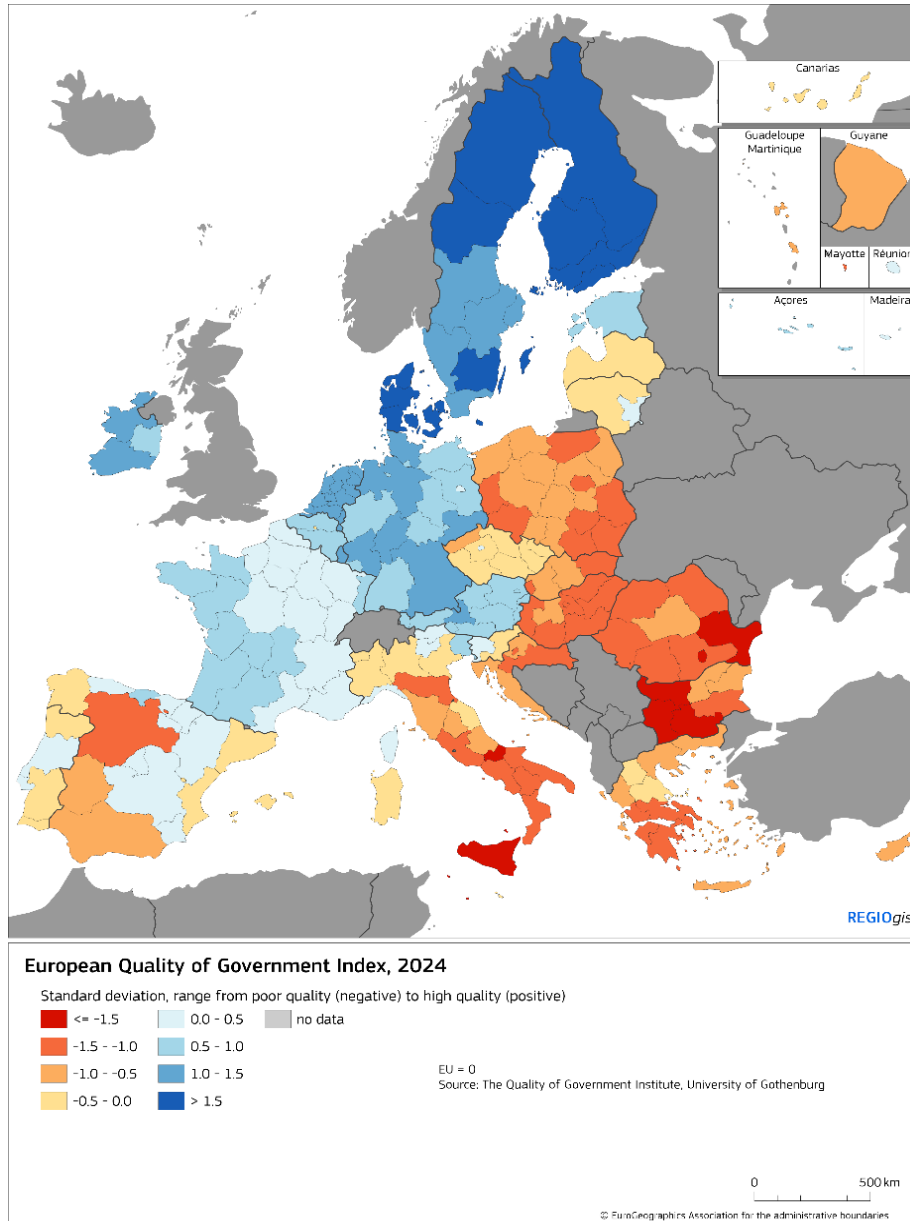 Canarias
Guadeloupe
Martinique
Guyane
Mayotte
Réunion
Açores
Madeira
REGIOgis
European Quality of Government Index, 2024
Standard deviation, range from poor quality (negative) to high quality (positive)
<= -1.5
0.0 - 0.5
no data
-1.5 - -1.0
0.5 - 1.0
-1.0 - -0.5
1.0 - 1.5
-0.5 - 0.0
> 1.5
EU = 0
Source: The Quality of Government Institute, University of Gothenburg
0
500 km
© EuroGeographics Association for the administrative boundaries